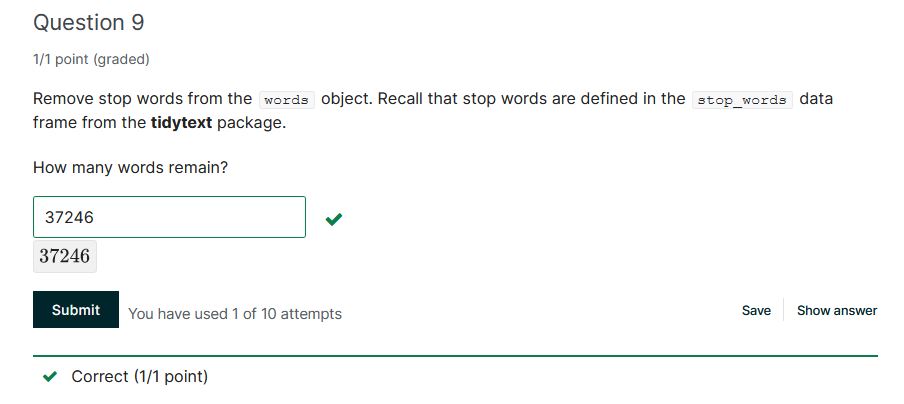 Question 9
1/1 point (graded)
Remove stop words from the words object. Recall that stop words are defined in the stop_words data
frame from the tidytext package.
How many words remain?
37246
37246
Submit You have used 1 of 10 attempts Save Show answer
Correct (1/1 point)